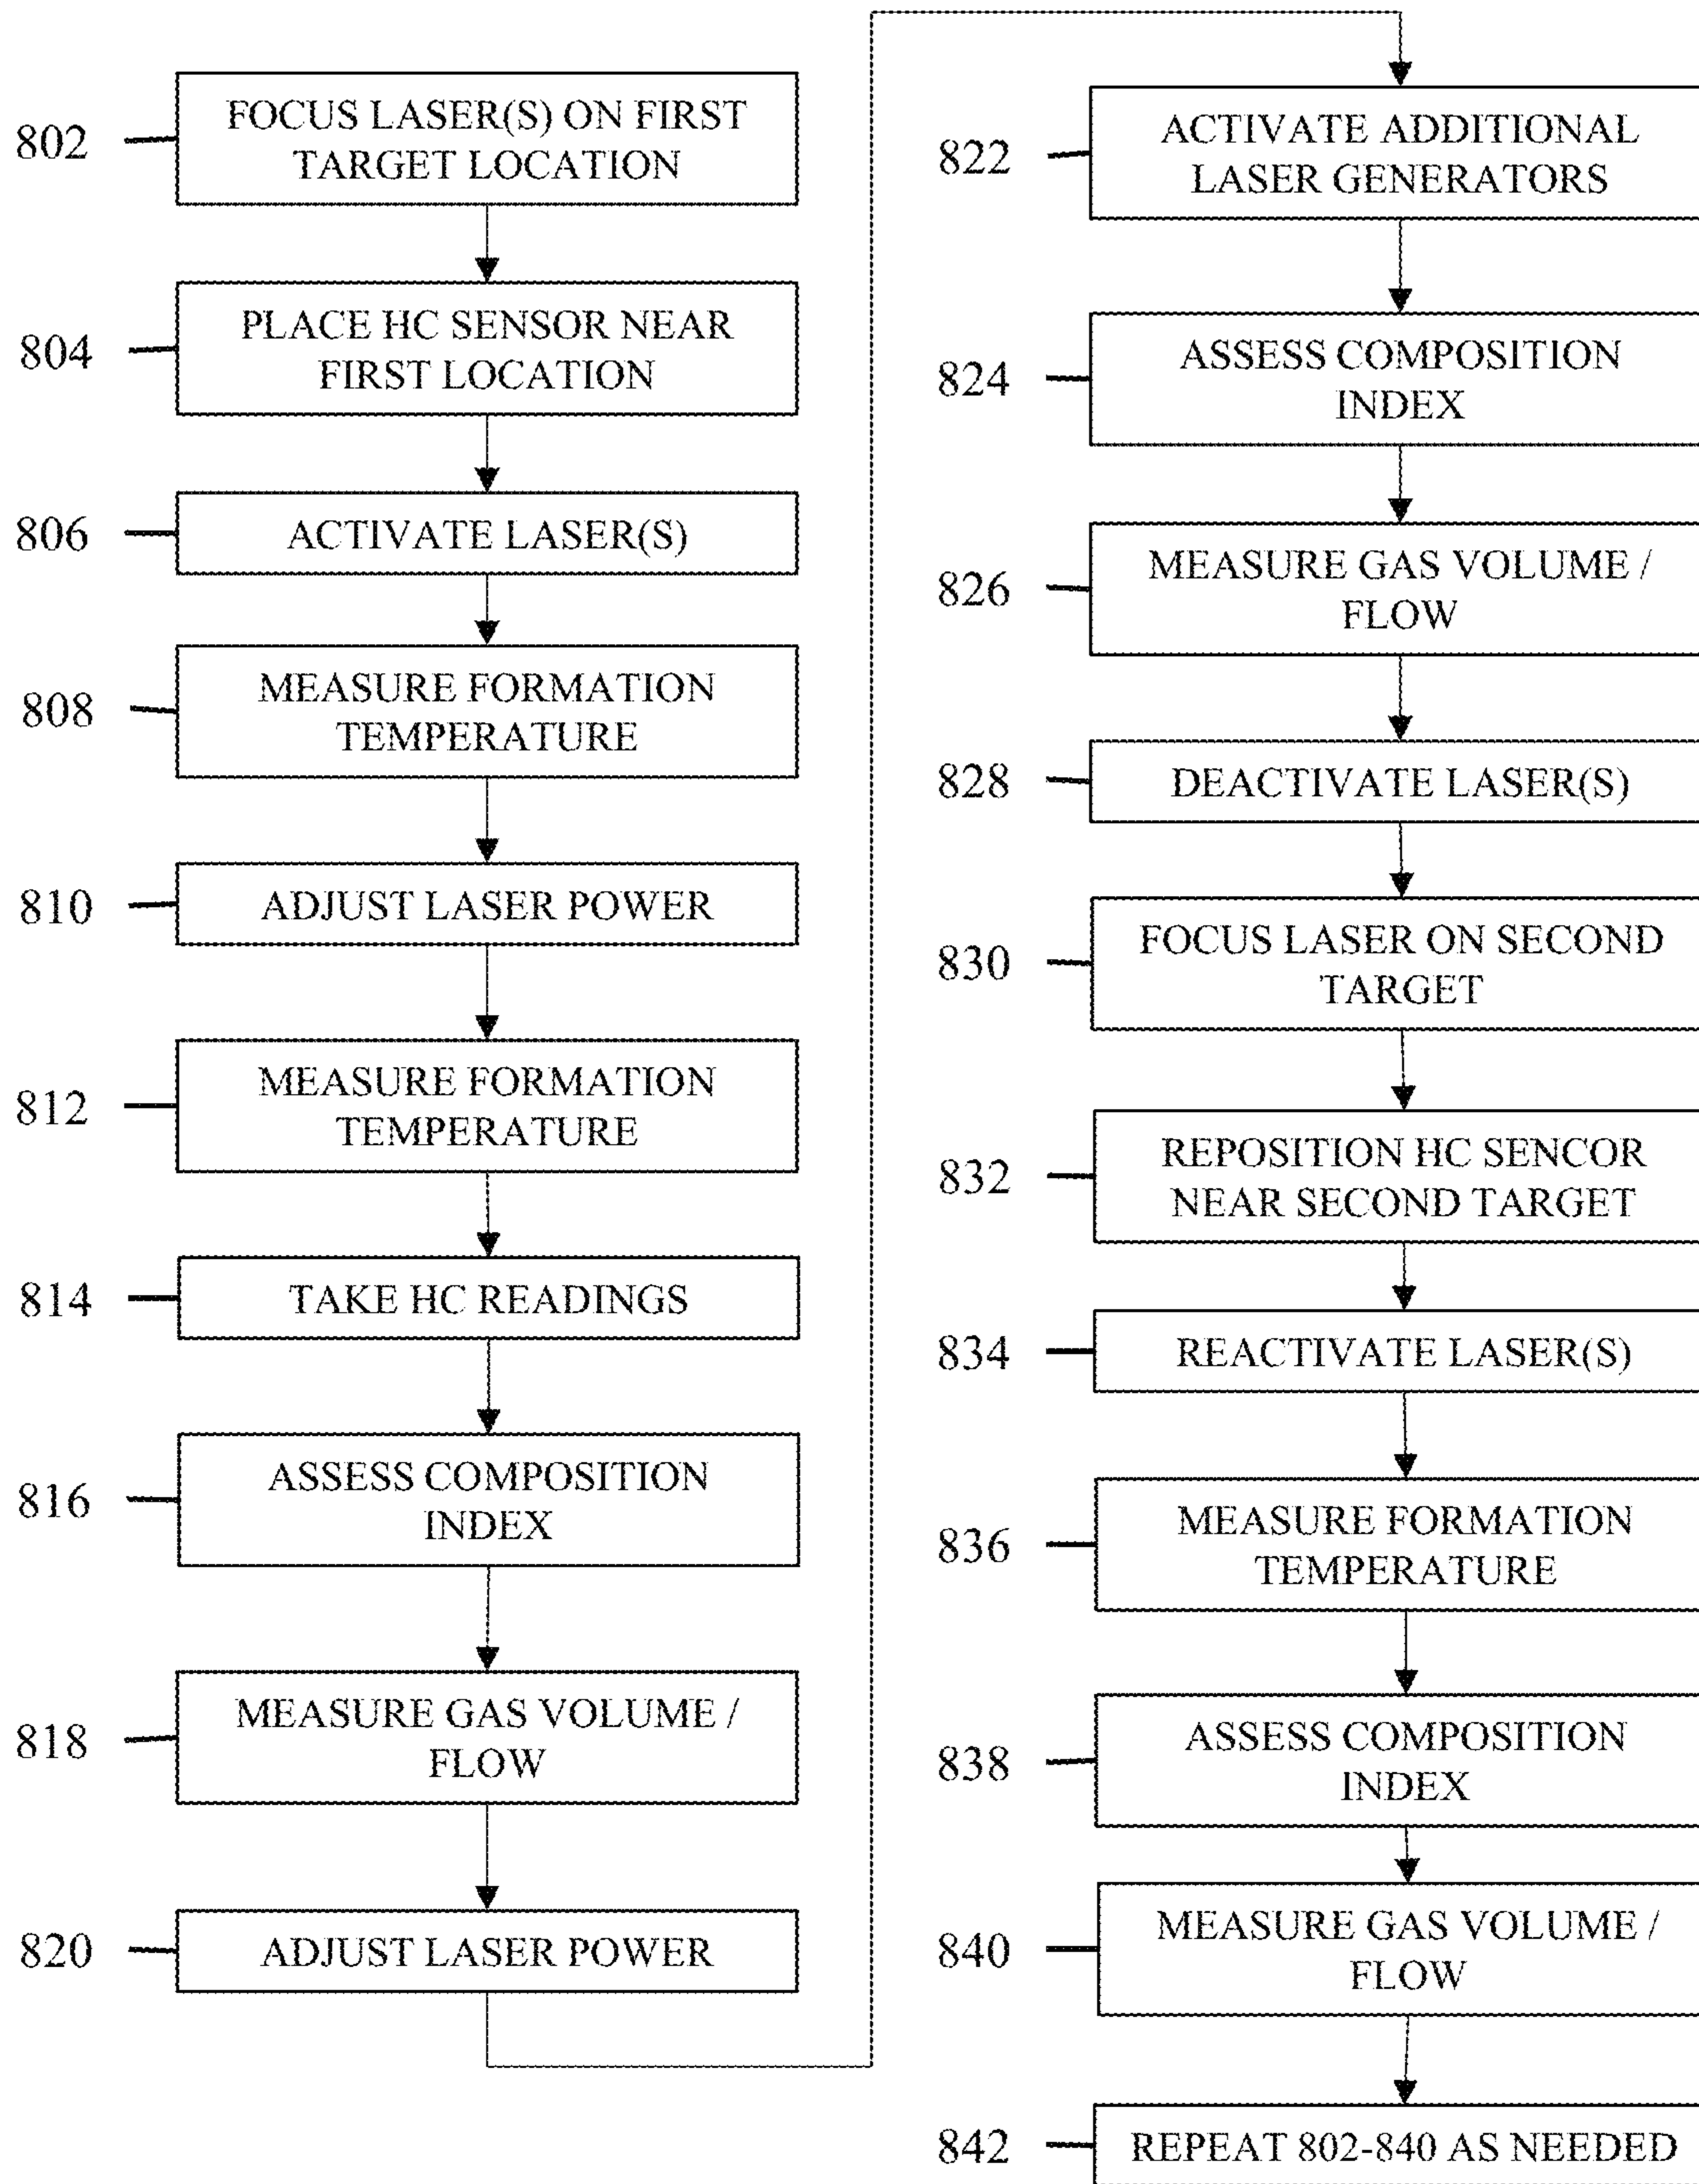 802
FOCUS LASER(S) ON FIRST
TARGET LOCATION
804
PLACE HC SENSOR NEAR
FIRST LOCATION
806
ACTIVATE LASER(S)
808
MEASURE FORMATION
TEMPERATURE
810
ADJUST LASER POWER
812
MEASURE FORMATION
TEMPERATURE
814
TAKE HC READINGS
816
ASSESS COMPOSITION
INDEX
818
MEASURE GAS VOLUME /
FLOW
820
ADJUST LASER POWER
822
ACTIVATE ADDITIONAL
LASER GENERATORS
824
ASSESS COMPOSITION
INDEX
826
MEASURE GAS VOLUME /
FLOW
828
DEACTIVATE LASER(S)
830
FOCUS LASER ON SECOND
TARGET
832
REPOSITION HC SENCOR
NEAR SECOND TARGET
834
REACTIVATE LASER(S)
836
MEASURE FORMATION
TEMPERATURE
838
ASSESS COMPOSITION
INDEX
840
MEASURE GAS VOLUME /
FLOW
842
REPEAT 802-840 AS NEEDED